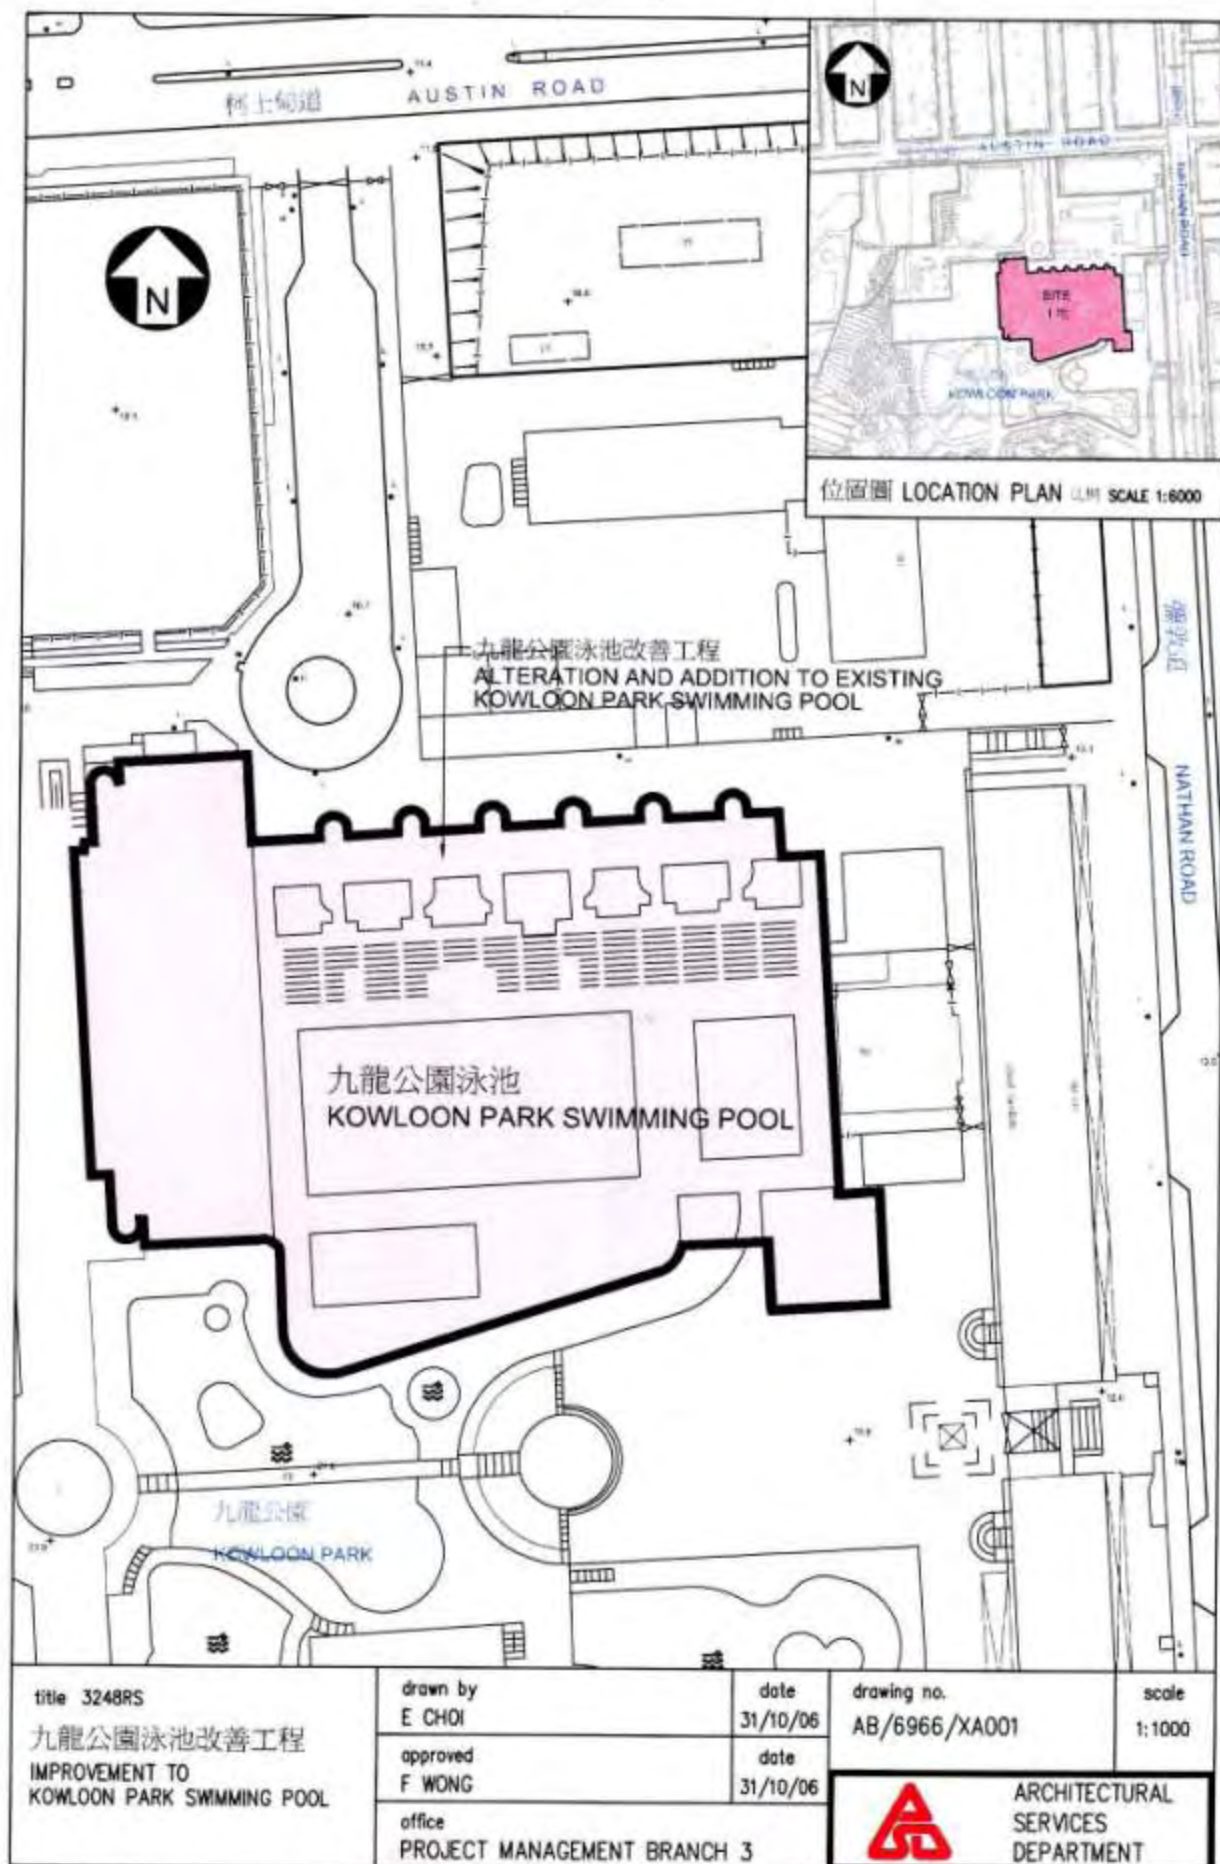 柯士甸道 AUSTIN ROAD
N
AUSTIN ROAD
NATHAN ROAD
SITE
KOWLOON PARK
位置圖 LOCATION PLAN 比例 SCALE 1:6000
N
九龍公園泳池改善工程
ALTERATION AND ADDITION TO EXISTING
KOWLOON PARK SWIMMING POOL
彌敦道
NATHAN ROAD
九龍公園泳池
KOWLOON PARK SWIMMING POOL
九龍公園
KOWLOON PARK
title 3248RS
九龍公園泳池改善工程
IMPROVEMENT TO
KOWLOON PARK SWIMMING POOL
drawn by
E CHOI
date
31/10/06
approved
F WONG
date
31/10/06
office
PROJECT MANAGEMENT BRANCH 3
drawing no.
AB/6966/XA001
scale
1:1000
ARCHITECTURAL
SERVICES
DEPARTMENT